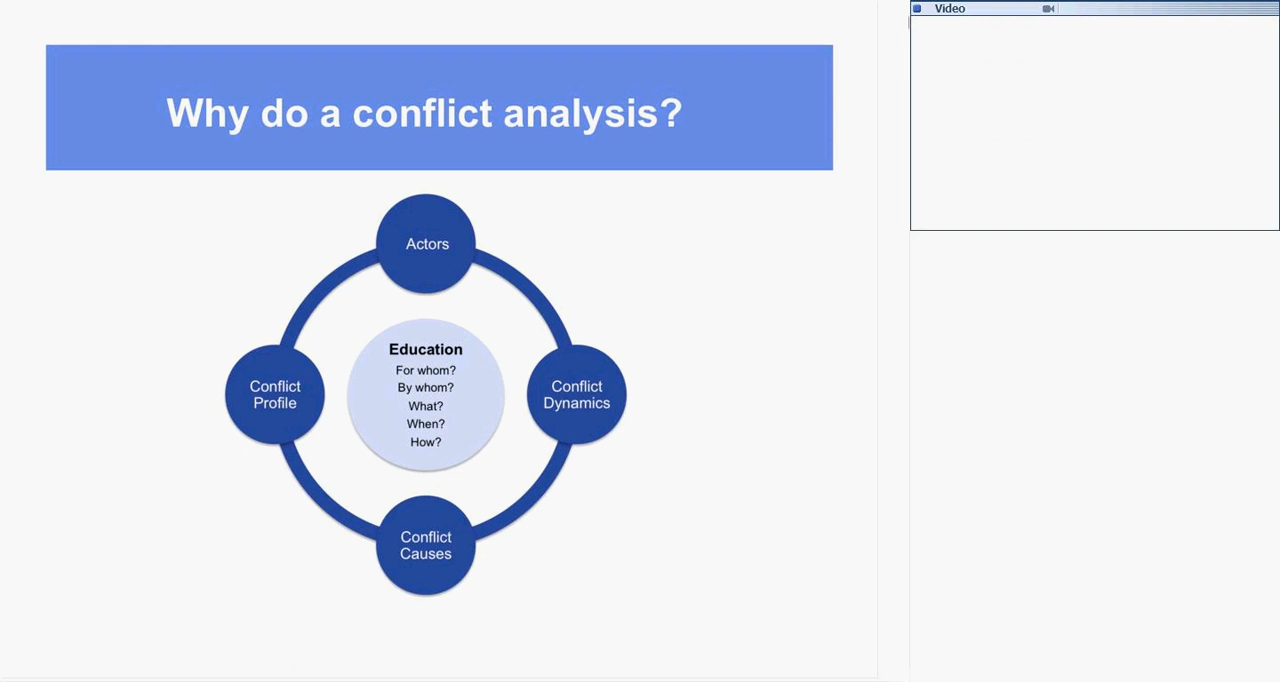 Video
Why do a conflict analysis?
Actors
Education
For whom?
By whom?
What?
When?
How?
Conflict
Profile
Conflict
Dynamics
Conflict
Causes